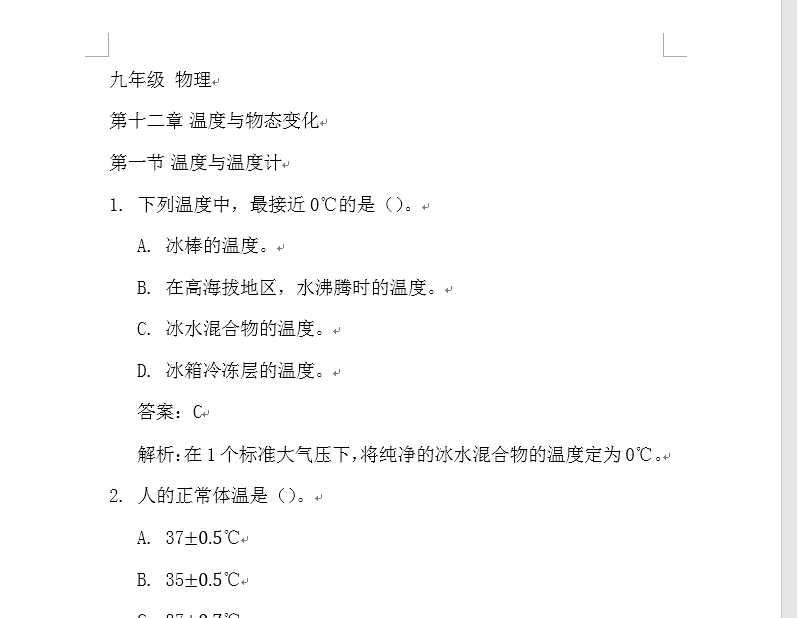 九年级 物理
第十二章 温度与物态变化
第一节 温度与温度计
1. 下列温度中，最接近 0℃的是（）。
A. 冰棒的温度。
B. 在高海拔地区，水沸腾时的温度。
C. 冰水混合物的温度。
D. 冰箱冷冻层的温度。
答案：C
解析:在 1 个标准大气压下,将纯净的冰水混合物的温度定为 0℃。
2. 人的正常体温是（）。
A. 37±0.5℃
B. 35±0.5℃